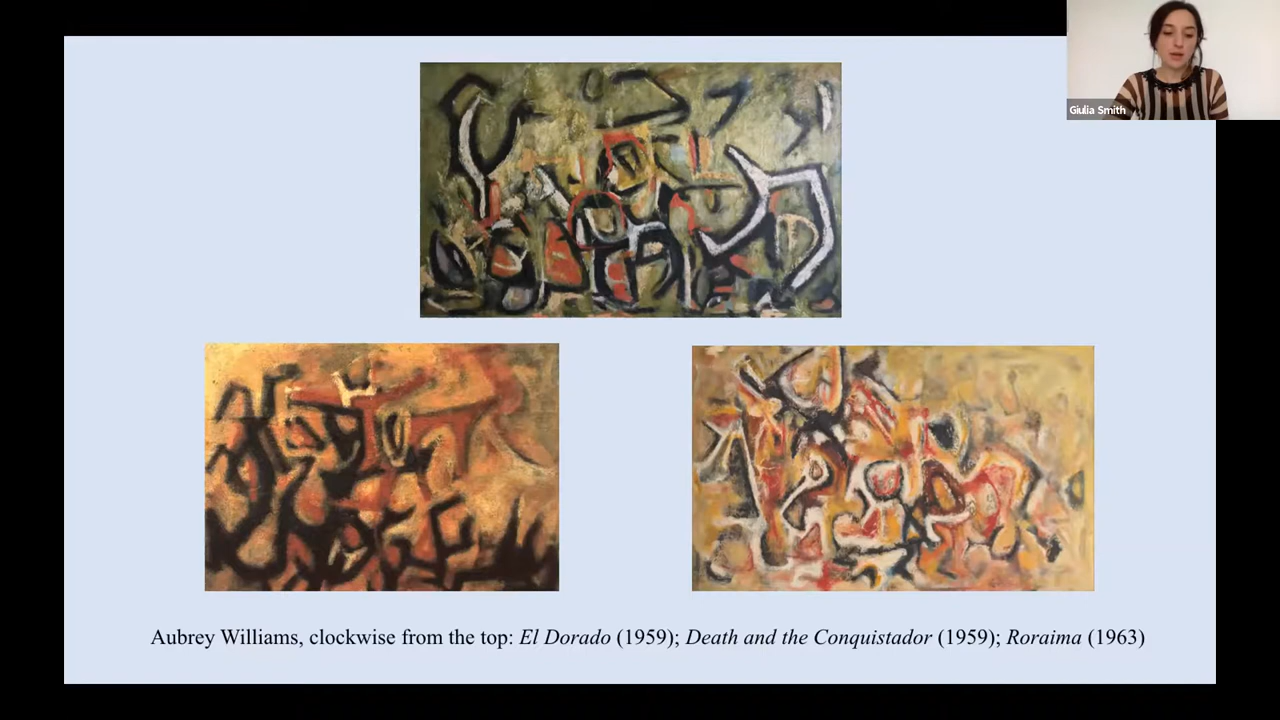 Giulia Smith
Aubrey Williams, clockwise from the top: El Dorado (1959); Death and the Conquistador (1959); Roraima (1963)